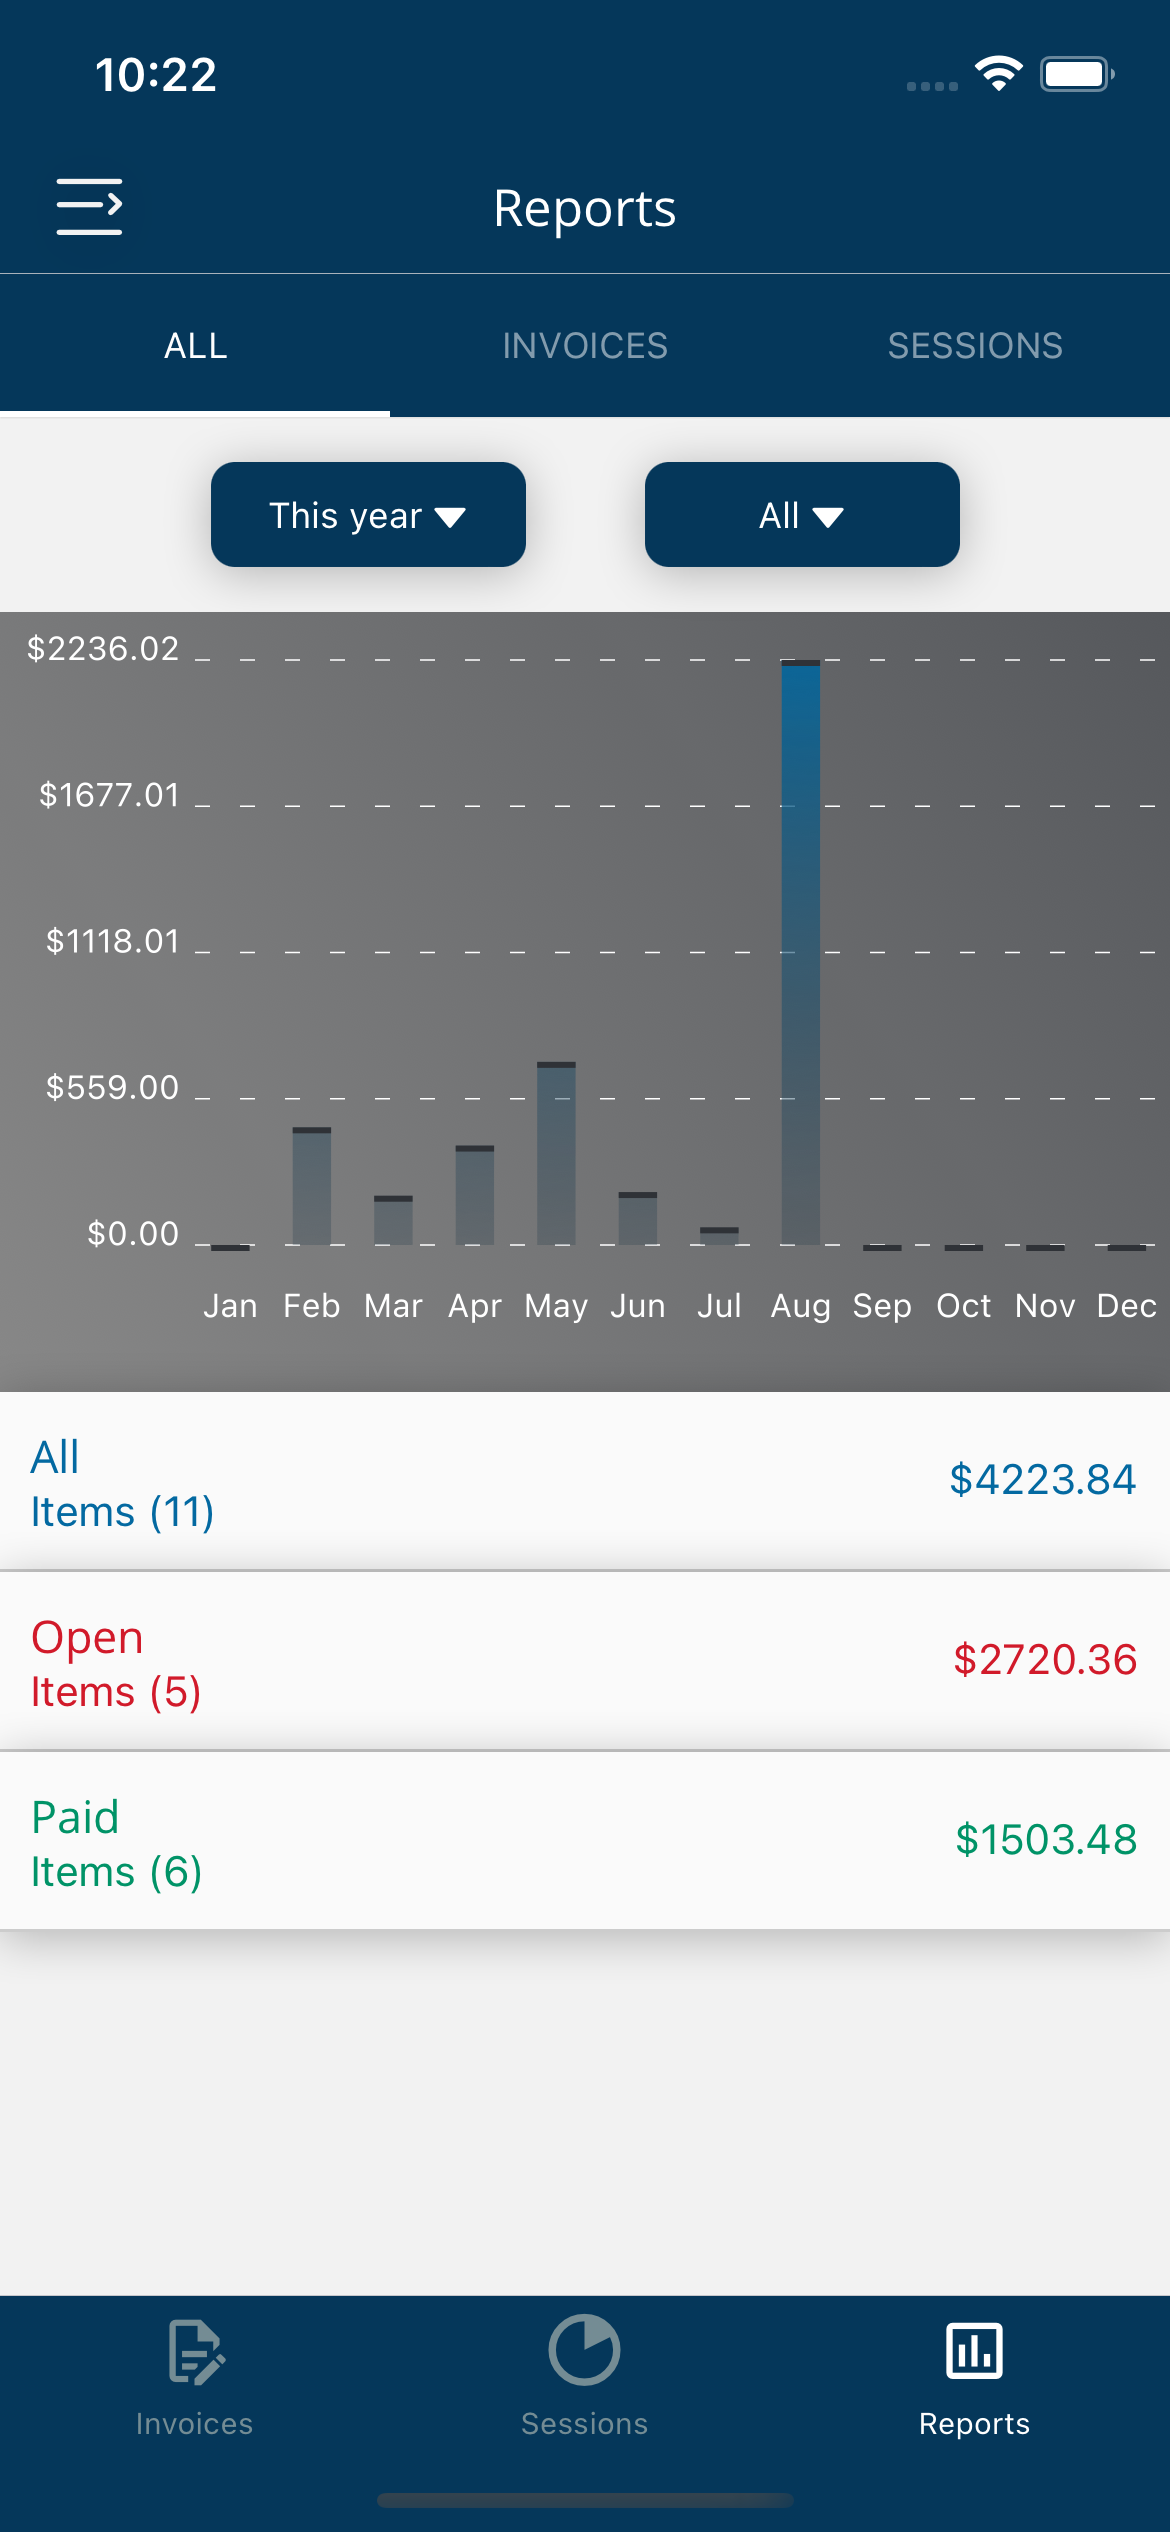 10:22
Reports
ALL
INVOICES
SESSIONS
This year
All
$2236.02
$1677.01
$1118.01
$559.00
$0.00
Jan Feb Mar Apr May Jun Jul Aug Sep Oct Nov Dec
All
Items (11)
$4223.84
Open
Items (5)
$2720.36
Paid
Items (6)
$1503.48
Invoices
Sessions
Reports